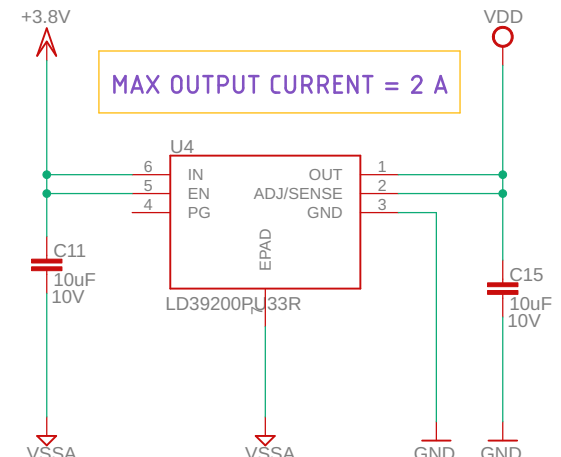 +3.8V
VDD
MAX OUTPUT CURRENT = 2 A
U4
6 IN OUT 1
5 EN ADJ/SENSE 2
4 PG GND 3
EPAD
C11
10uF
10V
LD39200PU33R
7
C15
10uF
10V
VSSA
VSSA
GND
GND